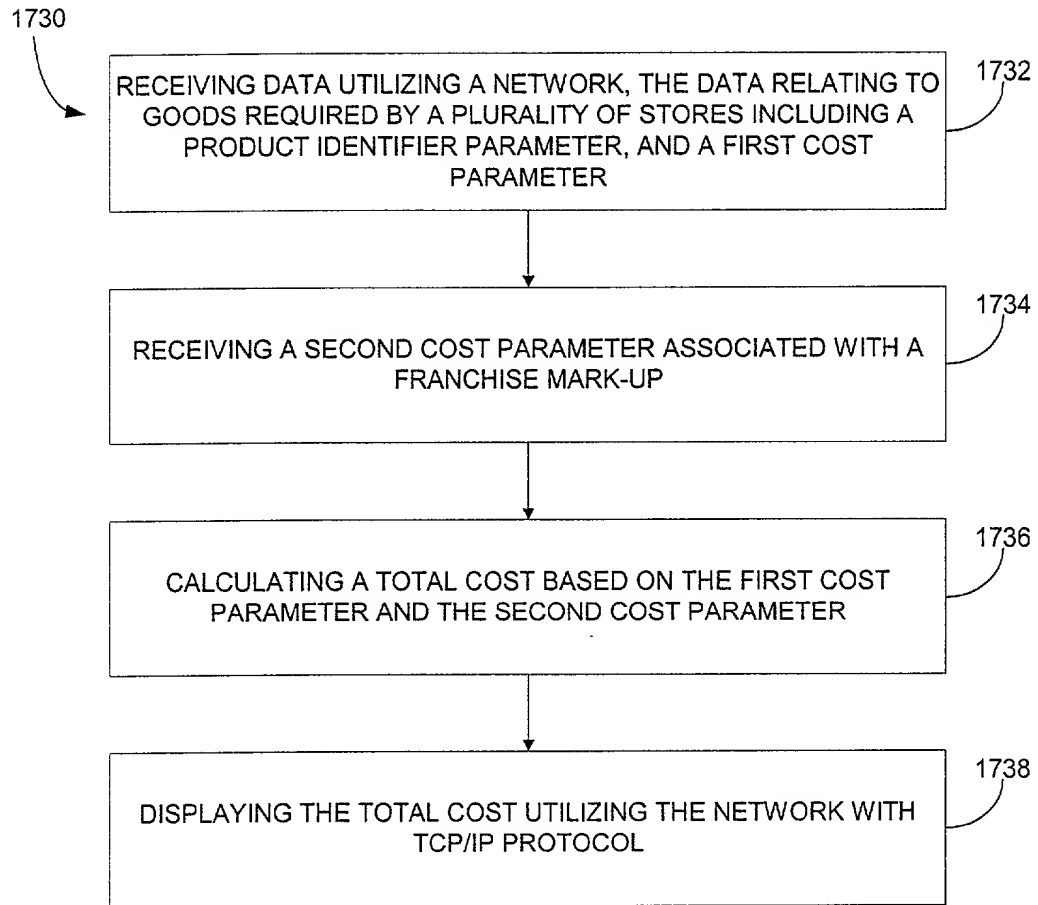 1730
RECEIVING DATA UTILIZING A NETWORK, THE DATA RELATING TO
GOODS REQUIRED BY A PLURALITY OF STORES INCLUDING A
PRODUCT IDENTIFIER PARAMETER, AND A FIRST COST
PARAMETER
1732
RECEIVING A SECOND COST PARAMETER ASSOCIATED WITH A
FRANCHISE MARK-UP
1734
CALCULATING A TOTAL COST BASED ON THE FIRST COST
PARAMETER AND THE SECOND COST PARAMETER
1736
DISPLAYING THE TOTAL COST UTILIZING THE NETWORK WITH
TCP/IP PROTOCOL
1738